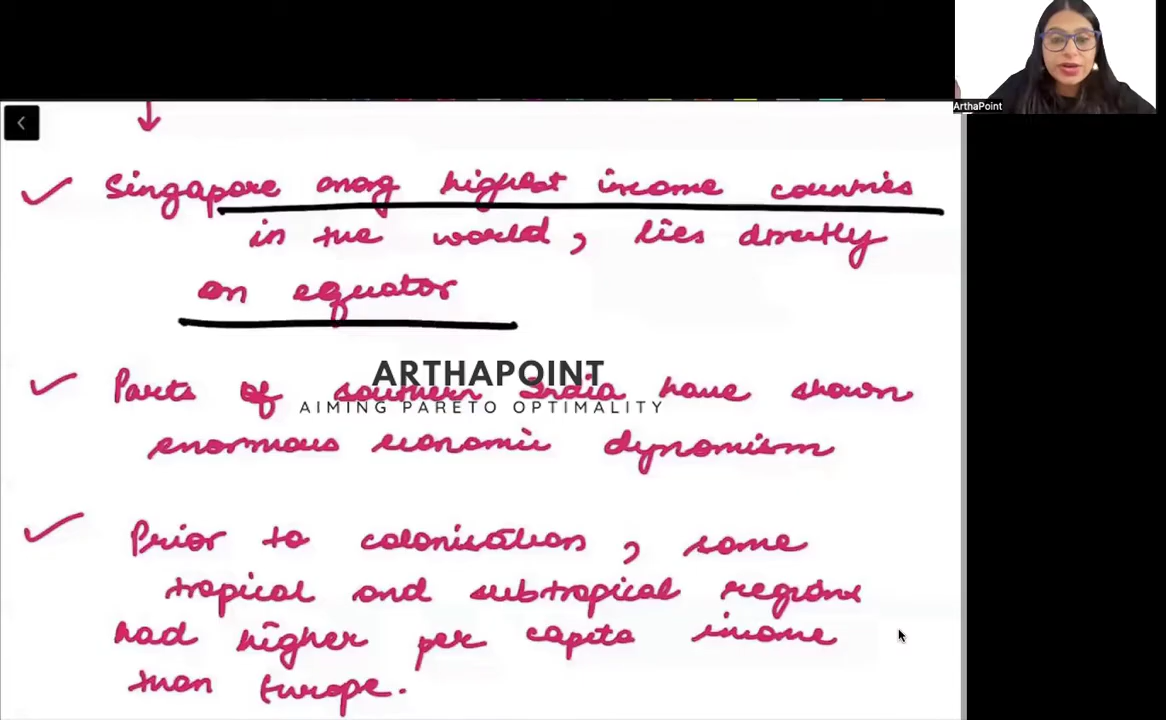 ArthaPoint
Singapore among highest income countries
in the world, lies directly
on equator
ARTHAPOINT
Parts of southern India have shown
AIMING PARETO OPTIMALITY
enormous economic dynamism
Prior to colonisation, some
tropical and subtropical regions
had higher per capita income
than Europe.